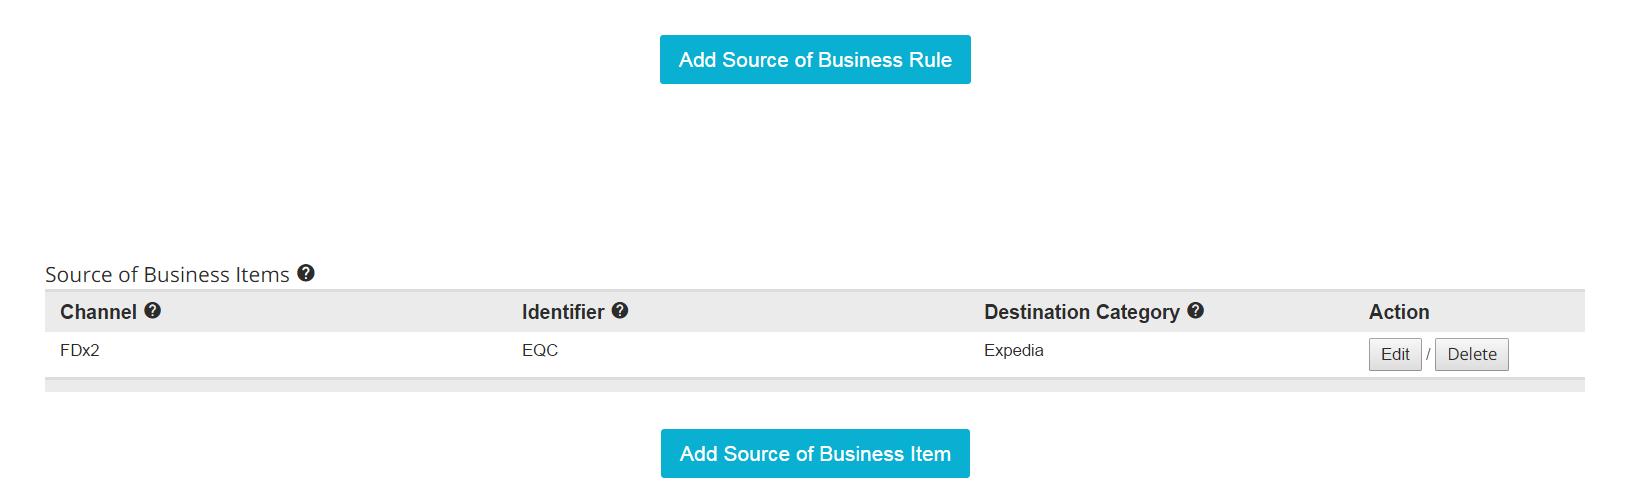 Add Source of Business Rule
Source of Business Items ?
Channel ? Identifier ? Destination Category ? Action
FDx2 EQC Expedia Edit / Delete
Add Source of Business Item